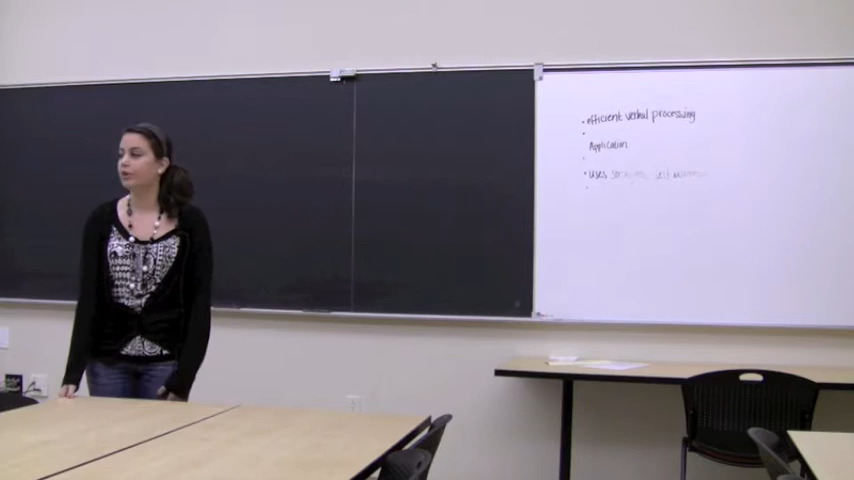 • efficient verbal processing
•
Application
•
• uses
•